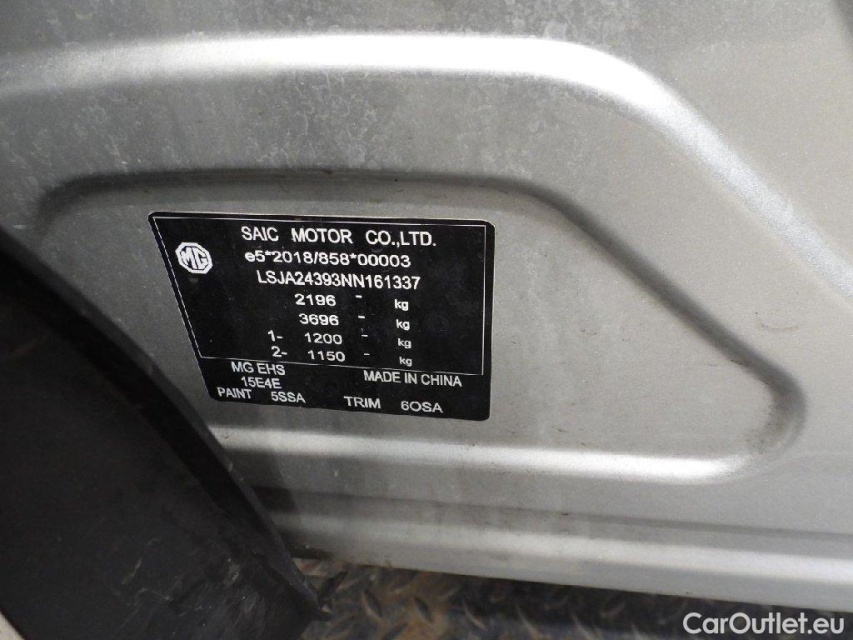 MG
SAIC MOTOR CO.,LTD.
e5*2018/858*00003
LSJA24393NN161337
2196 - kg
3696 - kg
1- 1200 - kg
2- 1150 - kg
MG EHS MADE IN CHINA
15E4E
PAINT 5SSA TRIM 6OSA
CarOutlet.eu